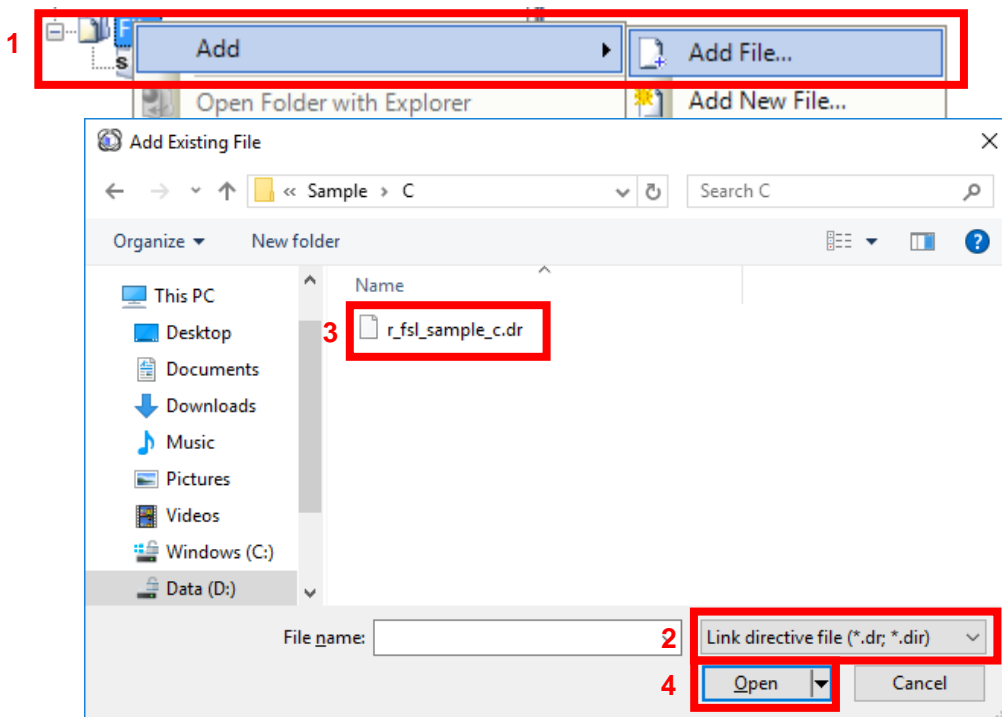 1
Add
Add File...
Open Folder with Explorer
Add New File...
Add Existing File
« Sample > C
Search C
Organize
New folder
This PC
Name
Desktop
3
r_fsl_sample_c.dr
Documents
Downloads
Music
Pictures
Videos
Windows (C:)
Data (D:)
File name:
2
Link directive file (*.dr; *.dir)
4
Open
Cancel